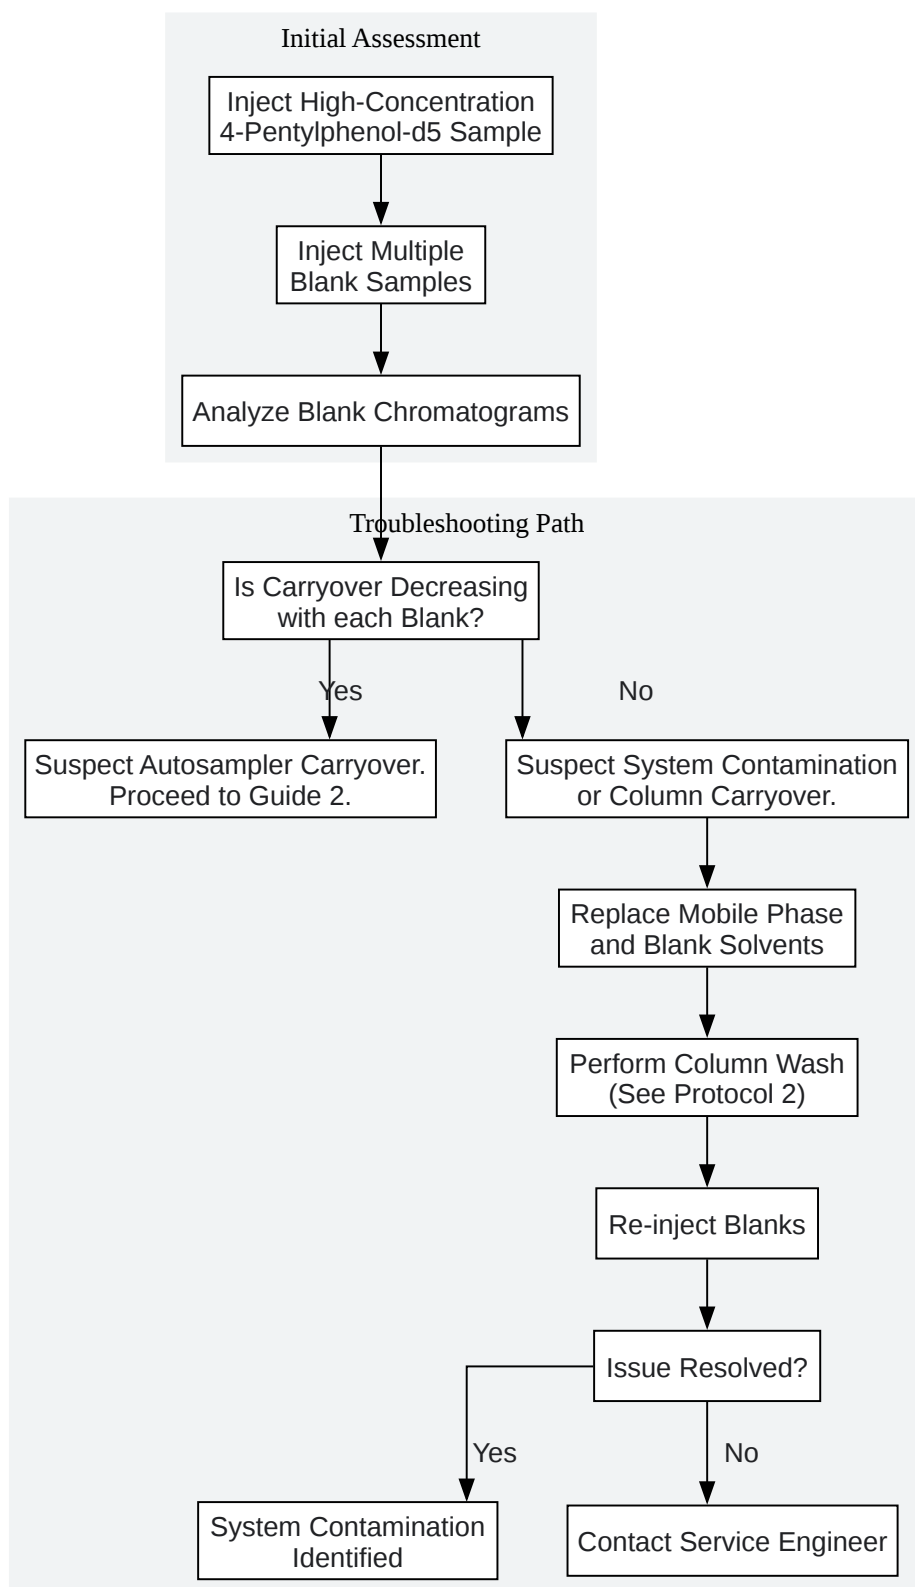 Initial Assessment
Inject High-Concentration
4-Pentylphenol-d5 Sample
Inject Multiple
Blank Samples
Analyze Blank Chromatograms
Troubleshooting Path
Is Carryover Decreasing
with each Blank?
Yes
No
Suspect Autosampler Carryover.
Proceed to Guide 2.
Suspect System Contamination
or Column Carryover.
Replace Mobile Phase
and Blank Solvents
Perform Column Wash
(See Protocol 2)
Re-inject Blanks
Issue Resolved?
Yes
No
System Contamination
Identified
Contact Service Engineer